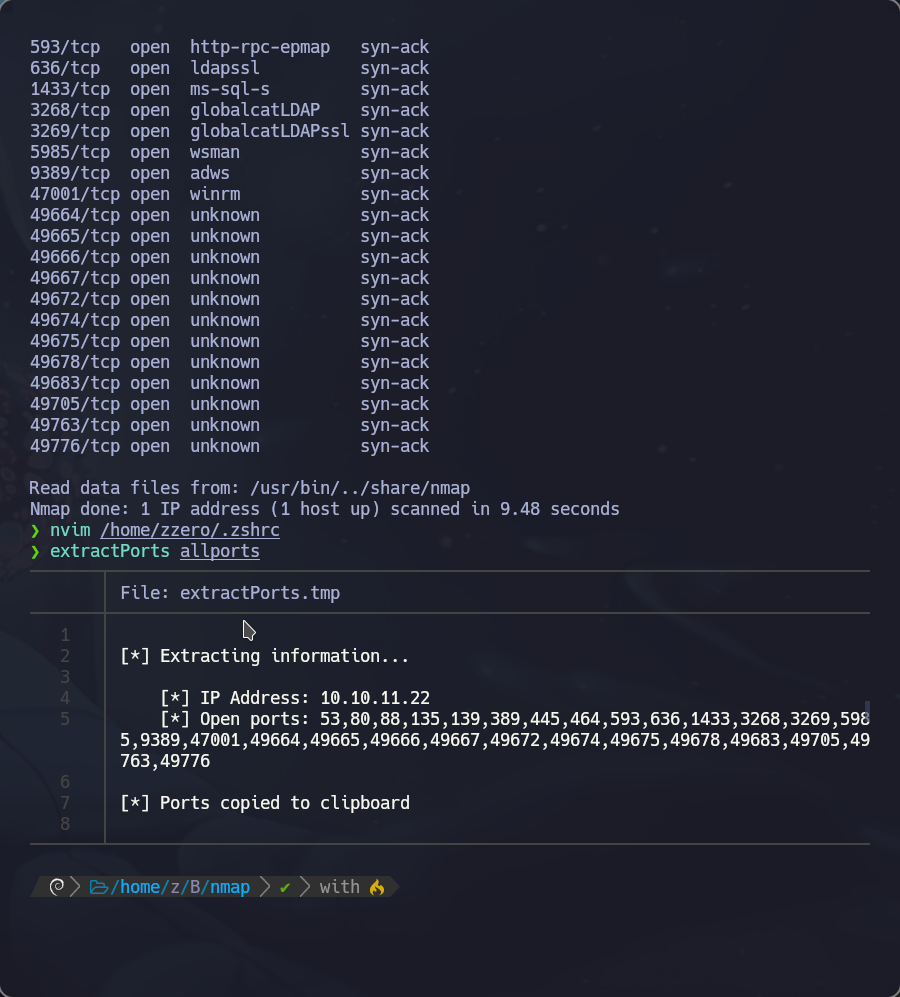 593/tcp   open  http-rpc-epmap   syn-ack
636/tcp   open  ldapssl          syn-ack
1433/tcp  open  ms-sql-s         syn-ack
3268/tcp  open  globalcatLDAP    syn-ack
3269/tcp  open  globalcatLDAPssl syn-ack
5985/tcp  open  wsman            syn-ack
9389/tcp  open  adws             syn-ack
47001/tcp open  winrm            syn-ack
49664/tcp open  unknown          syn-ack
49665/tcp open  unknown          syn-ack
49666/tcp open  unknown          syn-ack
49667/tcp open  unknown          syn-ack
49672/tcp open  unknown          syn-ack
49674/tcp open  unknown          syn-ack
49675/tcp open  unknown          syn-ack
49678/tcp open  unknown          syn-ack
49683/tcp open  unknown          syn-ack
49705/tcp open  unknown          syn-ack
49763/tcp open  unknown          syn-ack
49776/tcp open  unknown          syn-ack
Read data files from: /usr/bin/../share/nmap
Nmap done: 1 IP address (1 host up) scanned in 9.48 seconds
❯ nvim /home/zzero/.zshrc
❯ extractPorts allports
File: extractPorts.tmp
1
2 [*] Extracting information...
3
4     [*] IP Address: 10.10.11.22
5     [*] Open ports: 53,80,88,135,139,389,445,464,593,636,1433,3268,3269,598
5,9389,47001,49664,49665,49666,49667,49672,49674,49675,49678,49683,49705,49
763,49776
6
7 [*] Ports copied to clipboard
8
/home/z/B/nmap ✔ with 🔥